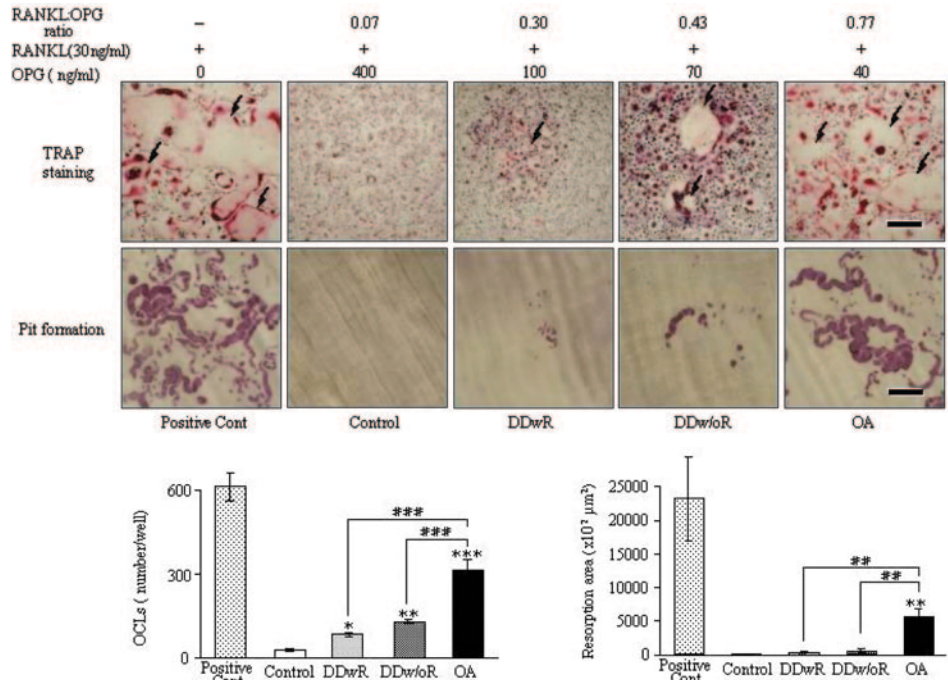 RANKL:OPG ratio – 0.07 0.30 0.43 0.77
RANKL(30ng/ml) + + + + +
OPG ( ng/ml) 0 400 100 70 40
TRAP
staining
Pit formation
Positive Cont Control DDwR DDw/oR OA
OCLs ( number/well)
600
300
0
###
###
* ** ***
Positive Cont Control DDwR DDw/oR OA
Resorption area (x10² μm²)
25000
20000
15000
10000
5000
0
##
##
**
Positive Cont Control DDwR DDw/oR OA